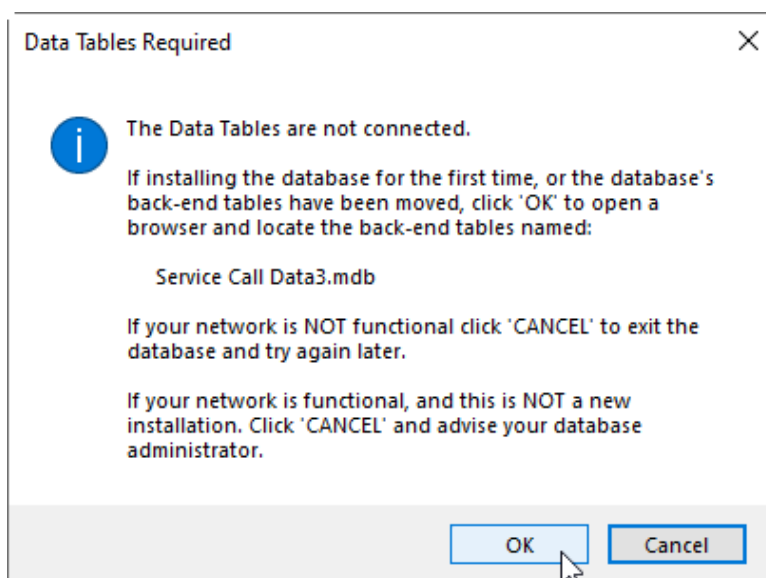 Data Tables Required
The Data Tables are not connected.
If installing the database for the first time, or the database's
back-end tables have been moved, click 'OK' to open a
browser and locate the back-end tables named:
Service Call Data3.mdb
If your network is NOT functional click 'CANCEL' to exit the
database and try again later.
If your network is functional, and this is NOT a new
installation. Click 'CANCEL' and advise your database
administrator.
OK
Cancel